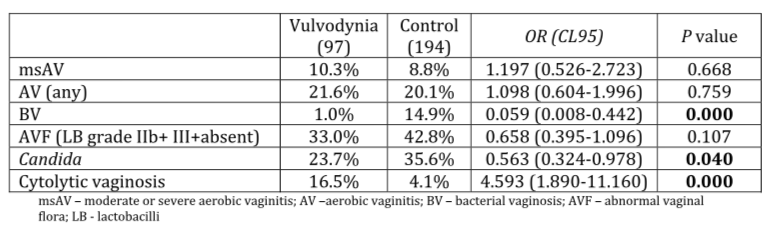 Vulvodynia (97) Control (194) OR (CL95) P value
msAV 10.3% 8.8% 1.197 (0.526-2.723) 0.668
AV (any) 21.6% 20.1% 1.098 (0.604-1.996) 0.759
BV 1.0% 14.9% 0.059 (0.008-0.442) 0.000
AVF (LB grade IIb+ III+absent) 33.0% 42.8% 0.658 (0.395-1.096) 0.107
Candida 23.7% 35.6% 0.563 (0.324-0.978) 0.040
Cytolytic vaginosis 16.5% 4.1% 4.593 (1.890-11.160) 0.000
msAV – moderate or severe aerobic vaginitis; AV –aerobic vaginitis; BV – bacterial vaginosis; AVF – abnormal vaginal
flora; LB - lactobacilli